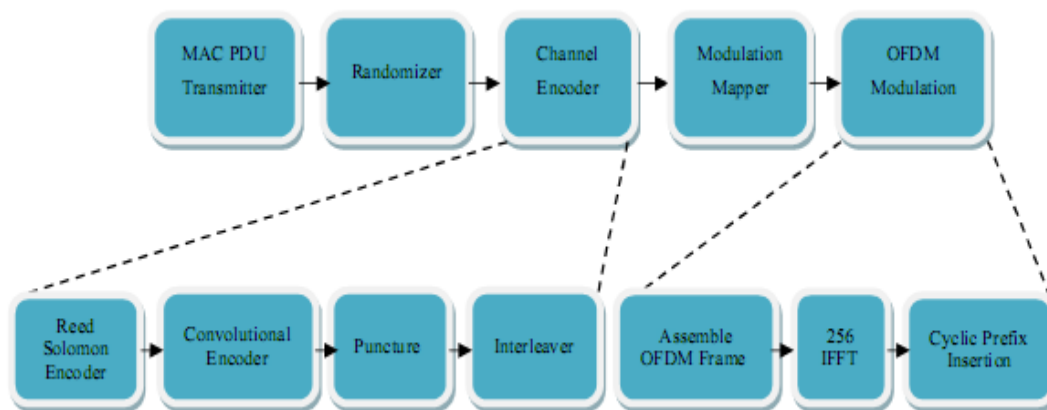 MAC PDU
Transmitter
Randomizer
Channel
Encoder
Modulation
Mapper
OFDM
Modulation
Reed
Solomon
Encoder
Convolutional
Encoder
Puncture
Interleaver
Assemble
OFDM Frame
256
IFFT
Cyclic Prefix
Insertion